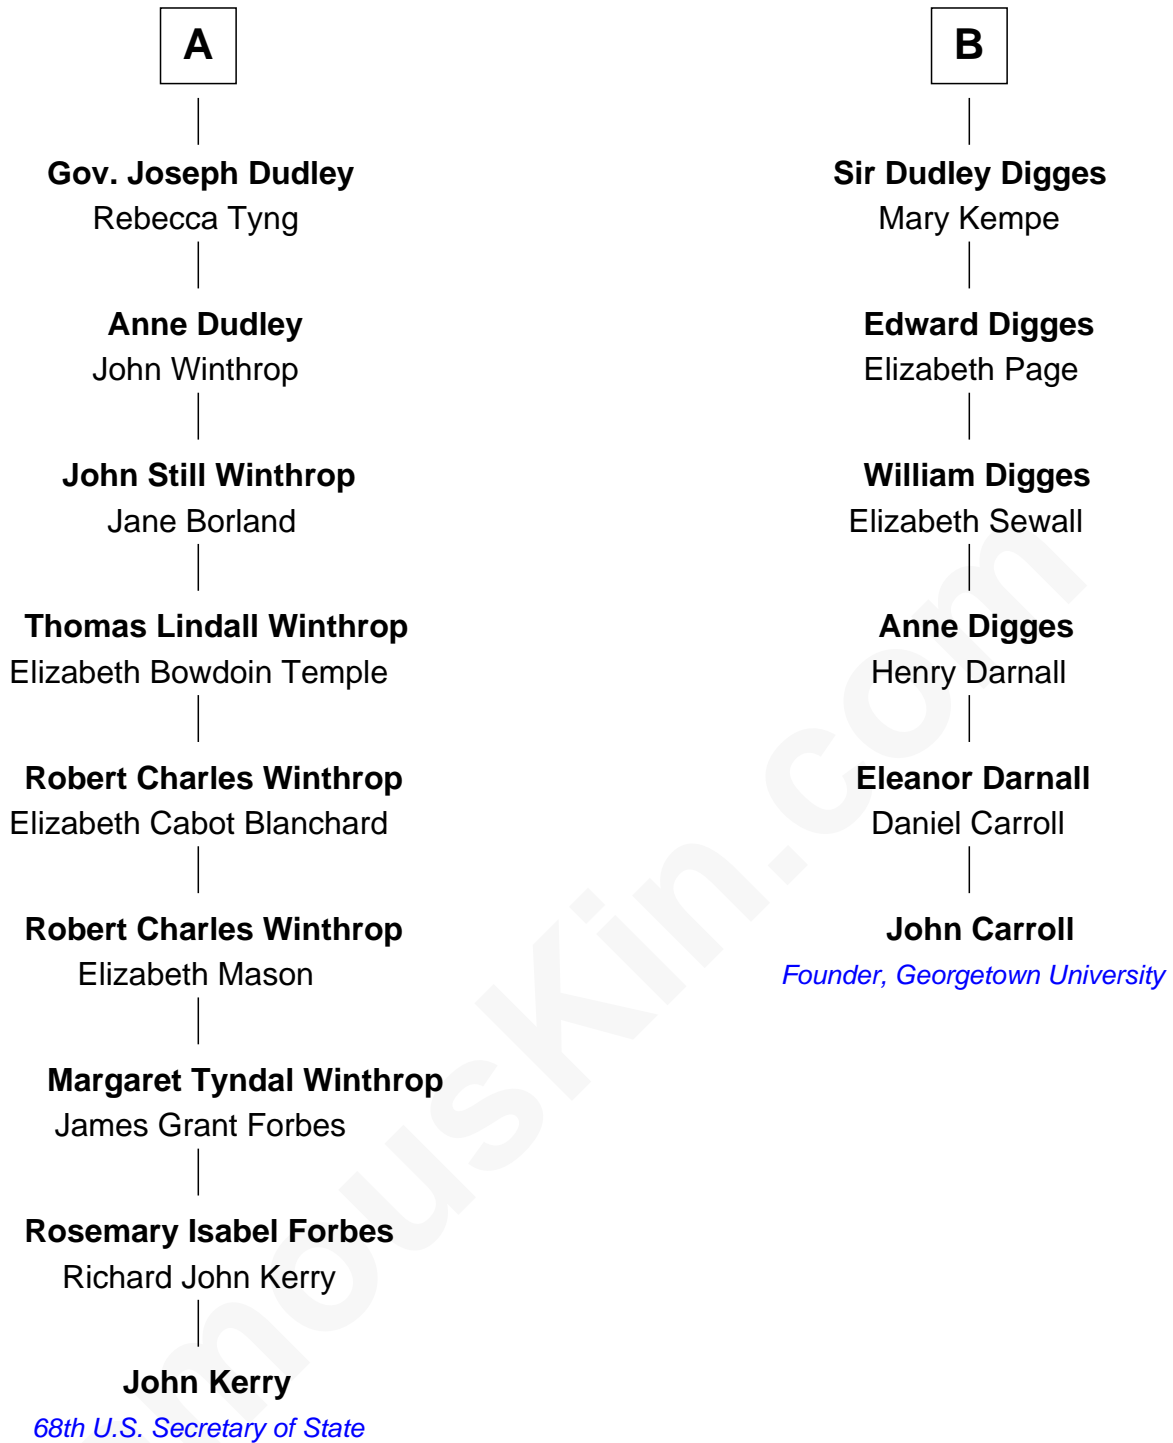 A
Gov. Joseph Dudley
Rebecca Tyng
Anne Dudley
John Winthrop
John Still Winthrop
Jane Borland
Thomas Lindall Winthrop
Elizabeth Bowdoin Temple
Robert Charles Winthrop
Elizabeth Cabot Blanchard
Robert Charles Winthrop
Elizabeth Mason
Margaret Tyndal Winthrop
James Grant Forbes
Rosemary Isabel Forbes
Richard John Kerry
John Kerry
68th U.S. Secretary of State
B
Sir Dudley Digges
Mary Kempe
Edward Digges
Elizabeth Page
William Digges
Elizabeth Sewall
Anne Digges
Henry Darnall
Eleanor Darnall
Daniel Carroll
John Carroll
Founder, Georgetown University
mouskin.com